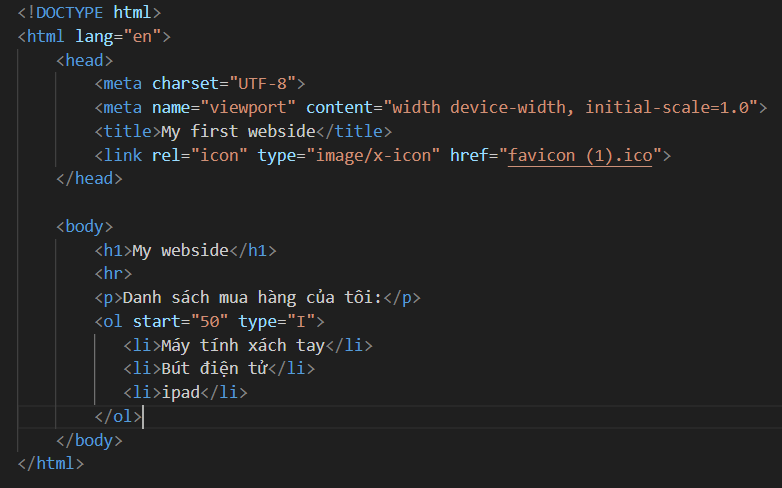 <!DOCTYPE html>
<html lang="en">
<head>
<meta charset="UTF-8">
<meta name="viewport" content="width device-width, initial-scale=1.0">
<title>My first webside</title>
<link rel="icon" type="image/x-icon" href="favicon (1).ico">
</head>
<body>
<h1>My webside</h1>
<hr>
<p>Danh sách mua hàng của tôi:</p>
<ol start="50" type="I">
<li>Máy tính xách tay</li>
<li>Bút điện tử</li>
<li>ipad</li>
</ol>
</body>
</html>